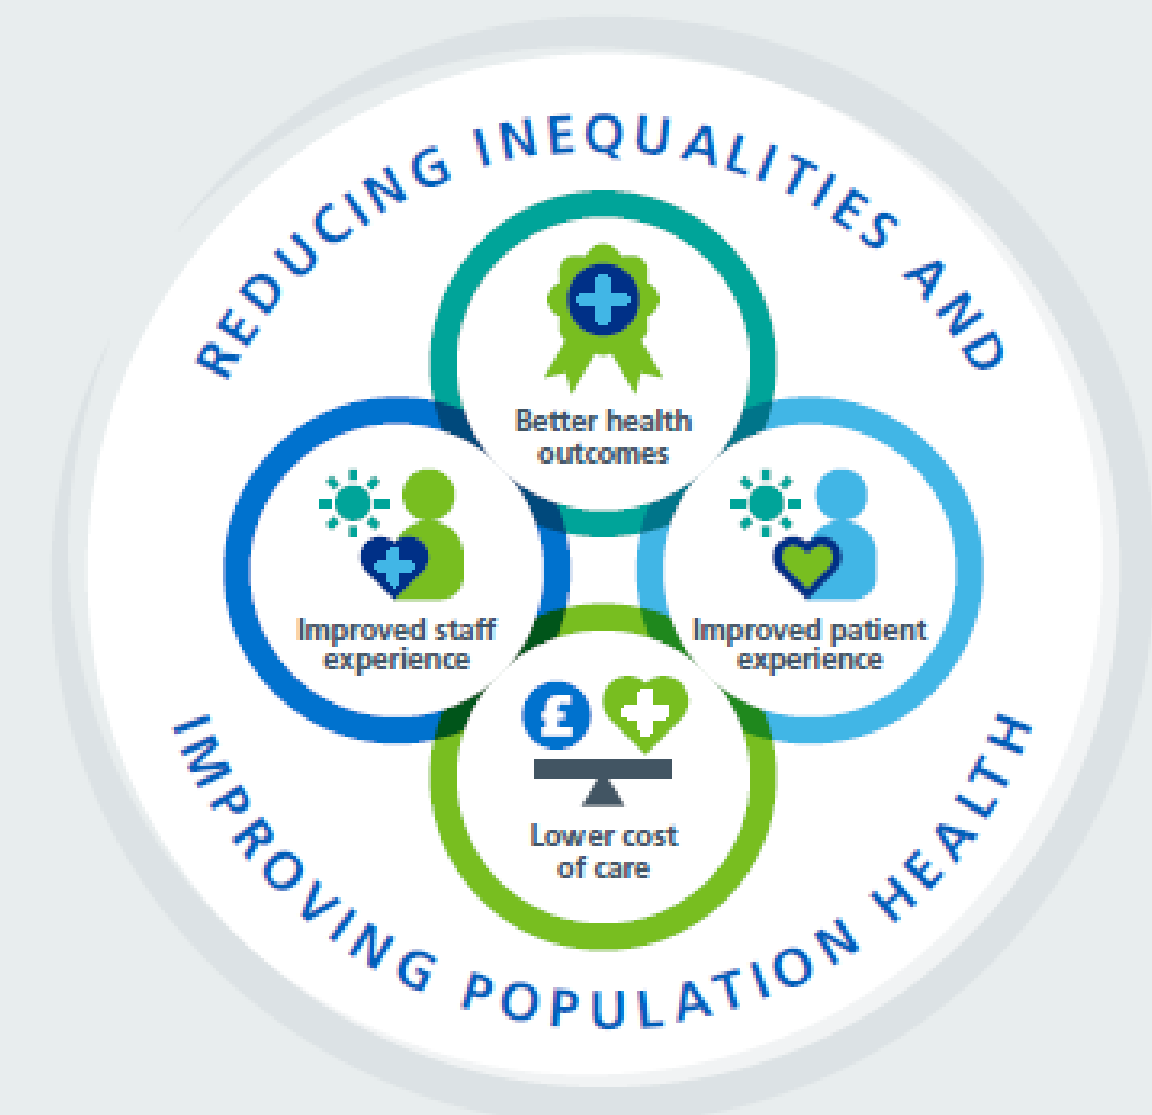 REDUCING INEQUALITIES AND
Better health
outcomes
Improved staff
experience
Improved patient
experience
£
Lower cost
of care
IMPROVING POPULATION HEALTH